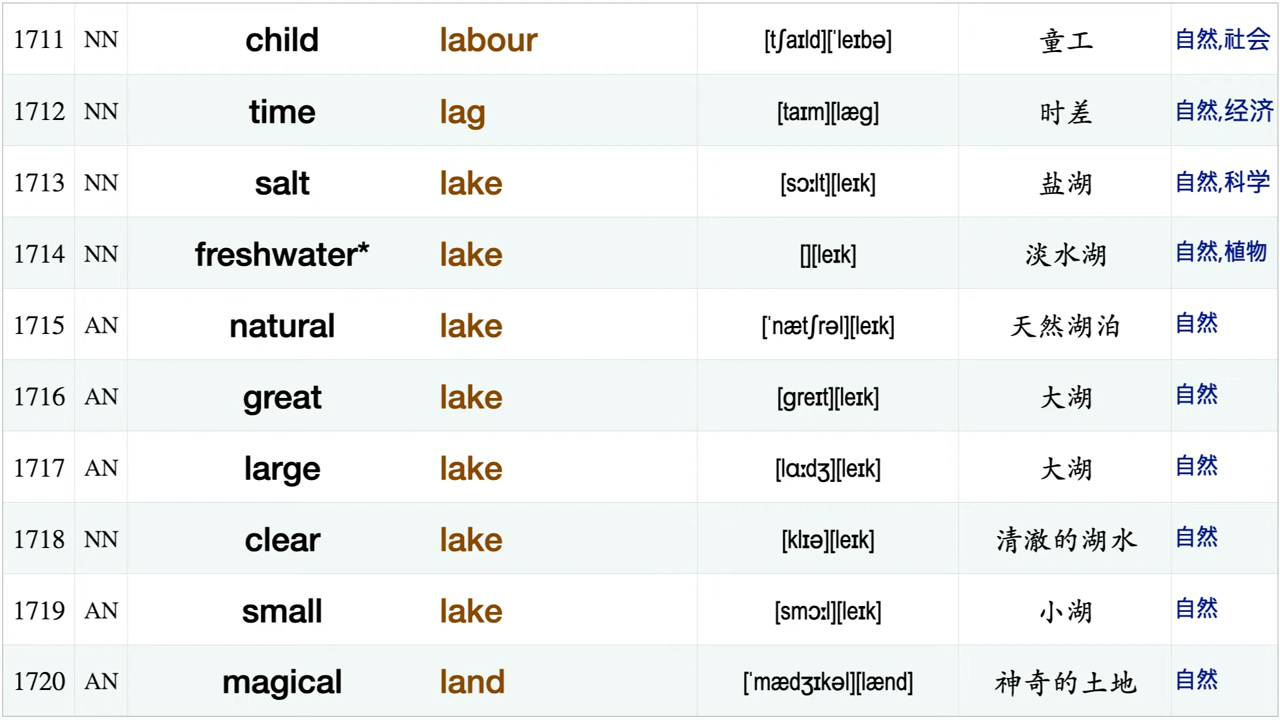 1711 NN child labour [tʃaɪld][ˈleɪbə] 童工 自然,社会
1712 NN time lag [taɪm][læg] 时差 自然,经济
1713 NN salt lake [sɔːlt][leɪk] 盐湖 自然,科学
1714 NN freshwater* lake [][leɪk] 淡水湖 自然,植物
1715 AN natural lake [ˈnætʃrəl][leɪk] 天然湖泊 自然
1716 AN great lake [greɪt][leɪk] 大湖 自然
1717 AN large lake [lɑːdʒ][leɪk] 大湖 自然
1718 NN clear lake [klɪə][leɪk] 清澈的湖水 自然
1719 AN small lake [smɔːl][leɪk] 小湖 自然
1720 AN magical land [ˈmædʒɪkəl][lænd] 神奇的土地 自然